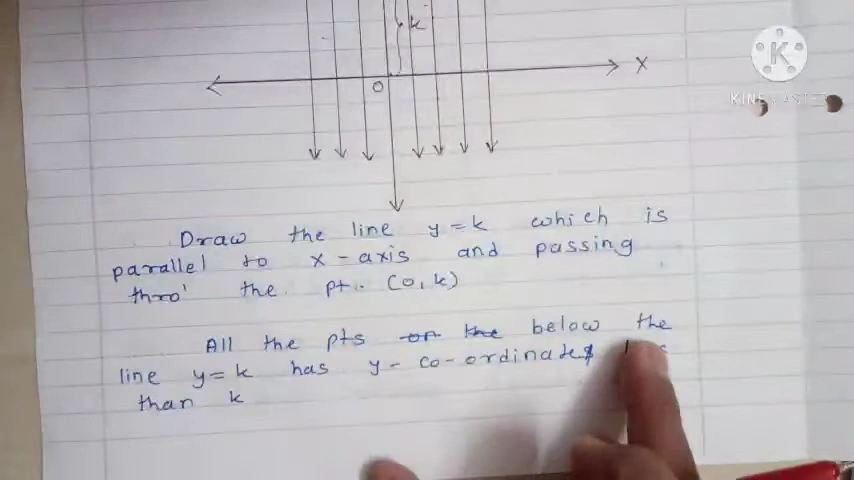 k
X
O
K
KINEMASTER
Draw the line y = k which is
parallel to x-axis and passing
thro' the pt. (0, k)
All the pts on the below the
line y = k has y - co-ordinates
than k